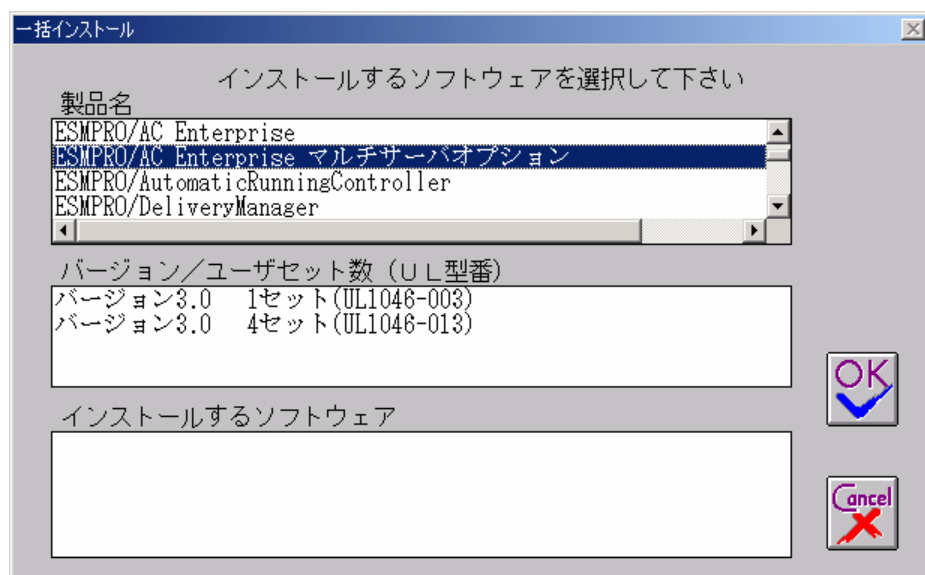 一括インストール
インストールするソフトウェアを選択して下さい
製品名
ESMPRO/AC Enterprise
ESMPRO/AC Enterprise マルチサーバオプション
ESMPRO/AutomaticRunningController
ESMPRO/DeliveryManager
バージョン／ユーザセット数（ＵＬ型番）
バージョン3.0 1セット(UL1046-003)
バージョン3.0 4セット(UL1046-013)
インストールするソフトウェア
OK
Cancel